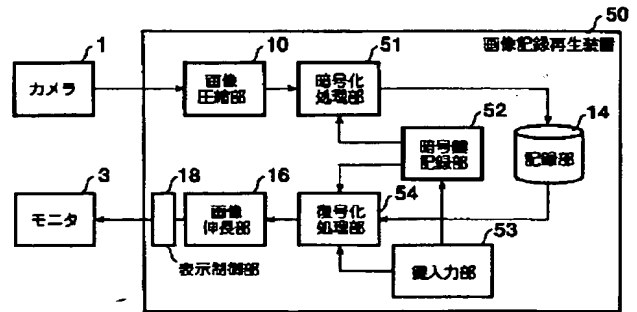 50
画像記録再生装置
1
カメラ
10
画像
圧縮部
51
暗号化
処理部
52
暗号鍵
記録部
14
記録部
3
モニタ
18
表示制御部
16
画像
伸長部
54
復号化
処理部
53
鍵入力部